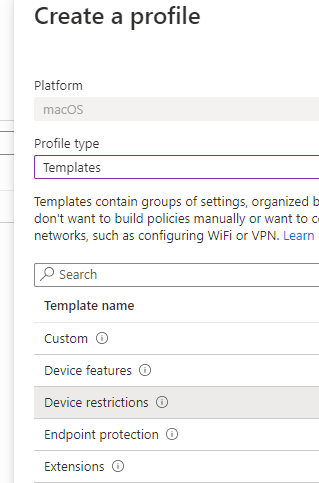 Create a profile
Platform
macOS
Profile type
Templates
Templates contain groups of settings, organized b
don't want to build policies manually or want to c
networks, such as configuring WiFi or VPN. Learn
Search
Template name
Custom
Device features
Device restrictions
Endpoint protection
Extensions